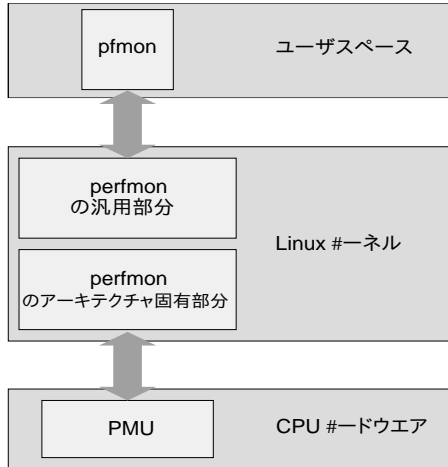 pfmon
ユーザスペース
perfmon
の汎用部分
Linux #ーネル
perfmon
のアーキテクチャ固有部分
PMU
CPU #ードウエア